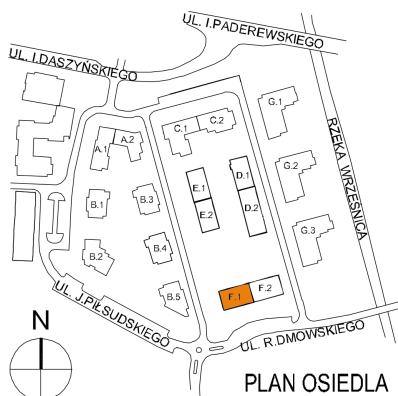 UL. I.PADEREWSKIEGO
UL. I.DASZYŃSKIEGO
RZEKA WRZEŚNICA
G.1
C.2
C.1
A.2
A.1
G.2
D.1
E.1
B.3
B.1
E.2
D.2
G.3
B.4
B.2
B.5
F.1
F.2
UL. J.PIŁSUDSKIEGO
UL. R.DMOWSKIEGO
N
PLAN OSIEDLA